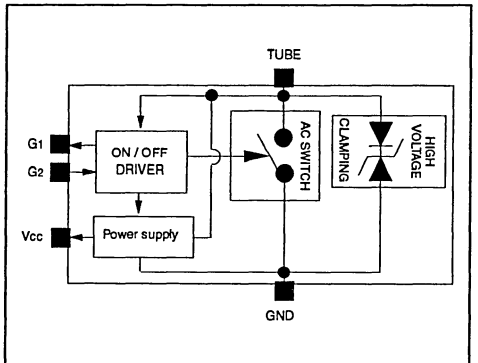 TUBE
G1
G2
Vcc
ON / OFF
DRIVER
Power supply
AC SWITCH
HIGH
VOLTAGE
CLAMPING
GND